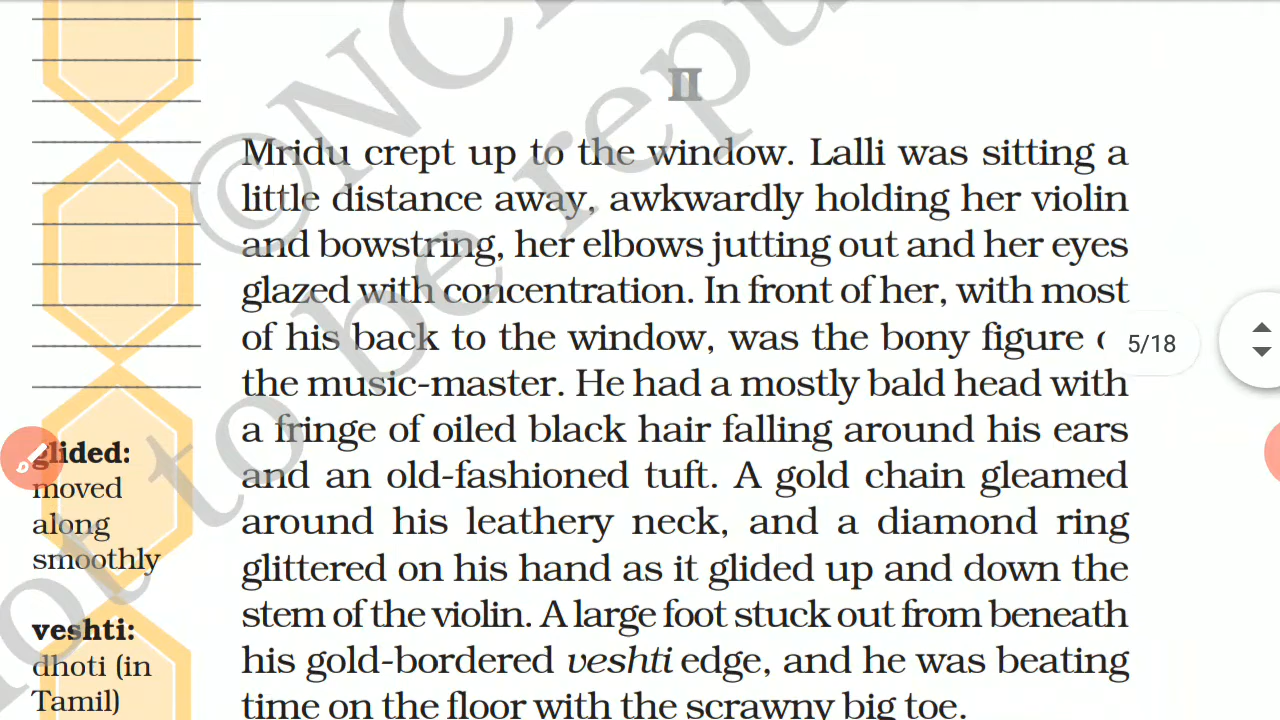 II
Mridu crept up to the window. Lalli was sitting a
little distance away, awkwardly holding her violin
and bowstring, her elbows jutting out and her eyes
glazed with concentration. In front of her, with most
of his back to the window, was the bony figure
5/18
the music-master. He had a mostly bald head with
a fringe of oiled black hair falling around his ears
and an old-fashioned tuft. A gold chain gleamed
around his leathery neck, and a diamond ring
glittered on his hand as it glided up and down the
stem of the violin. A large foot stuck out from beneath
his gold-bordered veshti edge, and he was beating
time on the floor with the scrawny big toe.
glided:
moved
along
smoothly
veshti:
dhoti (in
Tamil)
©NC
not to be repu